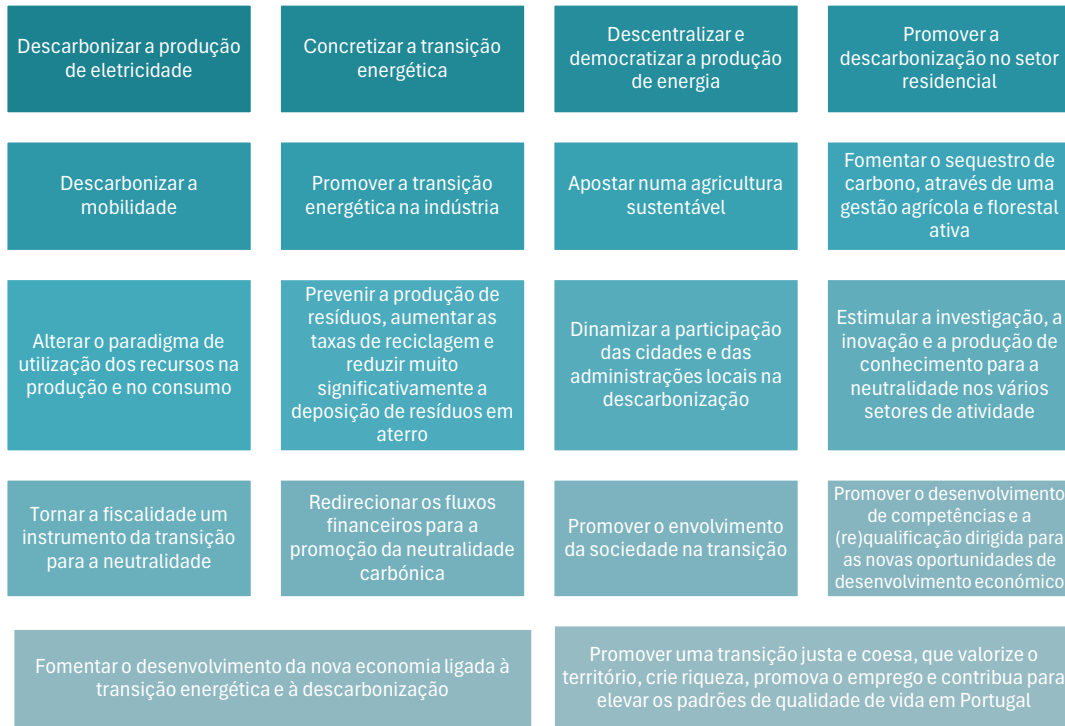 Descarbonizar a produção
de eletricidade
Concretizar a transição
energética
Descentralizar e
democratizar a produção
de energia
Promover a
descarbonização no setor
residencial
Descarbonizar a
mobilidade
Promover a transição
energética na indústria
Apostar numa agricultura
sustentável
Fomentar o sequestro de
carbono, através de uma
gestão agrícola e florestal
ativa
Alterar o paradigma de
utilização dos recursos na
produção e no consumo
Prevenir a produção de
resíduos, aumentar as
taxas de reciclagem e
reduzir muito
significativamente a
deposição de resíduos em
aterro
Dinamizar a participação
das cidades e das
administrações locais na
descarbonização
Estimular a investigação, a
inovação e a produção de
conhecimento para a
neutralidade nos vários
setores de atividade
Tornar a fiscalidade um
instrumento da transição
para a neutralidade
Redirecionar os fluxos
financeiros para a
promoção da neutralidade
carbónica
Promover o envolvimento
da sociedade na transição
Promover o desenvolvimento
de competências e a
(re)qualificação dirigida para
as novas oportunidades de
desenvolvimento económico
Fomentar o desenvolvimento da nova economia ligada à
transição energética e à descarbonização
Promover uma transição justa e coesa, que valorize o
território, crie riqueza, promova o emprego e contribua para
elevar os padrões de qualidade de vida em Portugal